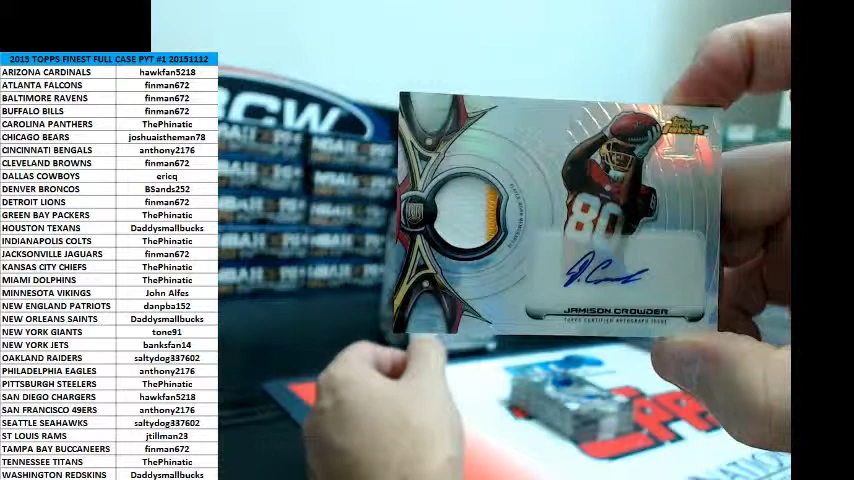 2015 TOPPS FINEST FULL CASE PYT #1 20151112
ARIZONA CARDINALS hawkfan5218
ATLANTA FALCONS finman672
BALTIMORE RAVENS finman672
BUFFALO BILLS finman672
CAROLINA PANTHERS ThePhinatic
CHICAGO BEARS joshuaistheman78
CINCINNATI BENGALS anthony2176
CLEVELAND BROWNS finman672
DALLAS COWBOYS ericq
DENVER BRONCOS BSands252
DETROIT LIONS finman672
GREEN BAY PACKERS ThePhinatic
HOUSTON TEXANS Daddysmallbucks
INDIANAPOLIS COLTS ThePhinatic
JACKSONVILLE JAGUARS finman672
KANSAS CITY CHIEFS ThePhinatic
MIAMI DOLPHINS ThePhinatic
MINNESOTA VIKINGS John Alfes
NEW ENGLAND PATRIOTS danpba152
NEW ORLEANS SAINTS Daddysmallbucks
NEW YORK GIANTS tone91
NEW YORK JETS banksfan14
OAKLAND RAIDERS saltydog337602
PHILADELPHIA EAGLES anthony2176
PITTSBURGH STEELERS ThePhinatic
SAN DIEGO CHARGERS hawkfan5218
SAN FRANCISCO 49ERS anthony2176
SEATTLE SEAHAWKS saltydog337602
ST LOUIS RAMS jtillman23
TAMPA BAY BUCCANEERS finman672
TENNESSEE TITANS ThePhinatic
WASHINGTON REDSKINS Daddysmallbucks
BCW
finest
80
JAMISON CROWDER
TOPPS CERTIFIED AUTOGRAPH ISSUE